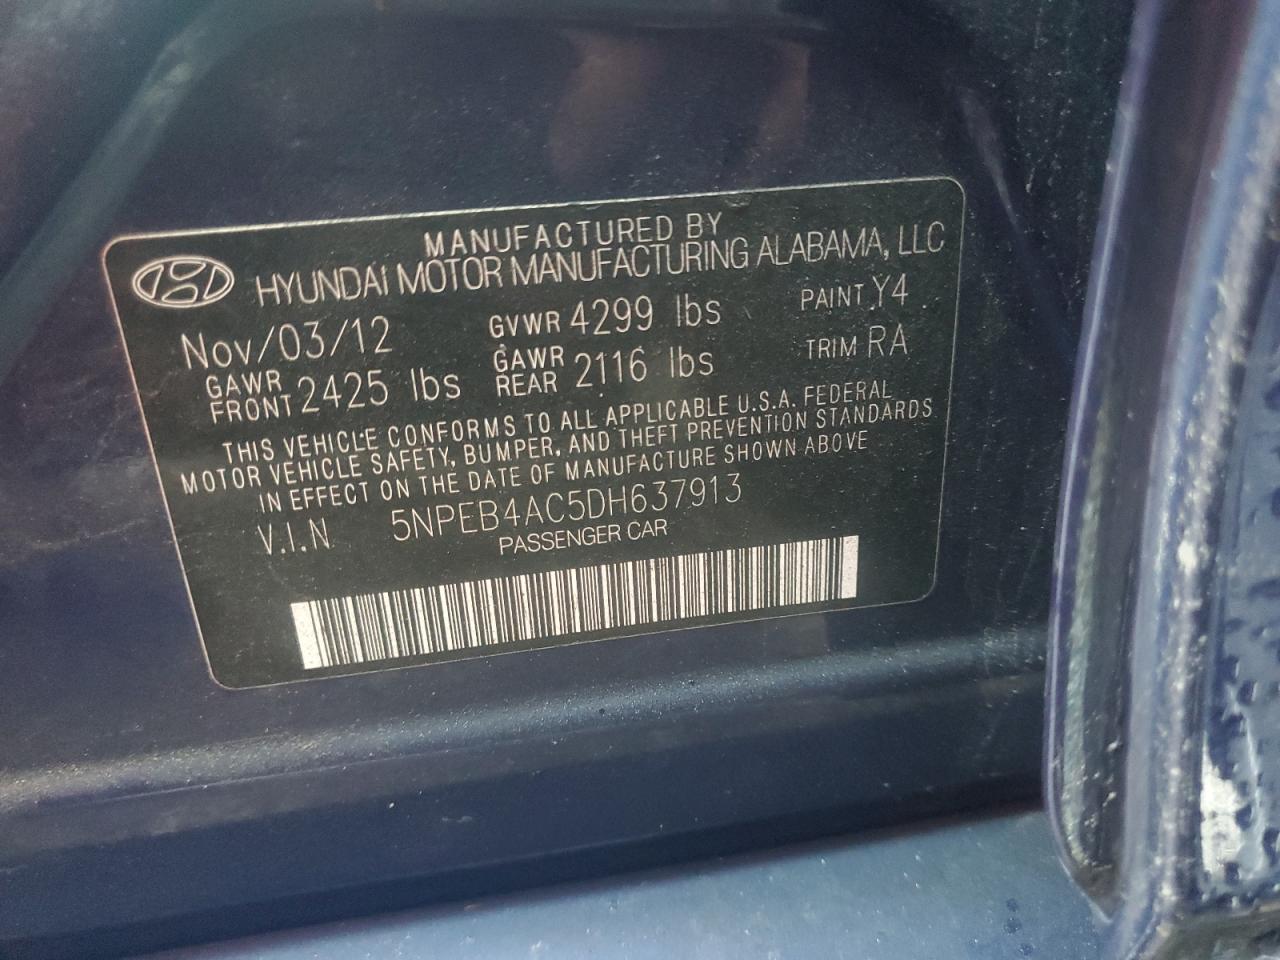 MANUFACTURED BY
HYUNDAI MOTOR MANUFACTURING ALABAMA, LLC
Nov/03/12 GVWR 4299 lbs PAINT Y4
GAWR FRONT 2425 lbs GAWR REAR 2116 lbs TRIM RA
THIS VEHICLE CONFORMS TO ALL APPLICABLE U.S.A. FEDERAL
MOTOR VEHICLE SAFETY, BUMPER, AND THEFT PREVENTION STANDARDS
IN EFFECT ON THE DATE OF MANUFACTURE SHOWN ABOVE
V.I.N 5NPEB4AC5DH637913
PASSENGER CAR